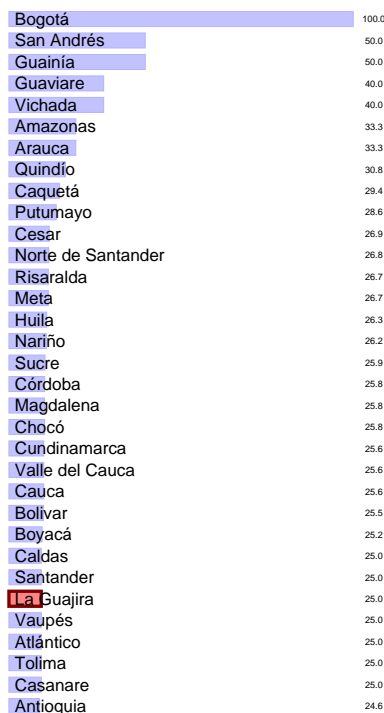 Bogotá 100.0
San Andrés 50.0
Guainía 50.0
Guaviare 40.0
Vichada 40.0
Amazonas 33.3
Arauca 33.3
Quindío 30.8
Caquetá 29.4
Putumayo 28.6
Cesar 26.9
Norte de Santander 26.8
Risaralda 26.7
Meta 26.7
Huila 26.3
Nariño 26.2
Sucre 25.9
Córdoba 25.8
Magdalena 25.8
Chocó 25.8
Cundinamarca 25.6
Valle del Cauca 25.6
Cauca 25.6
Bolivar 25.5
Boyacá 25.2
Caldas 25.0
Santander 25.0
La Guajira 25.0
Vaupés 25.0
Atlántico 25.0
Tolima 25.0
Casanare 25.0
Antioquia 24.6